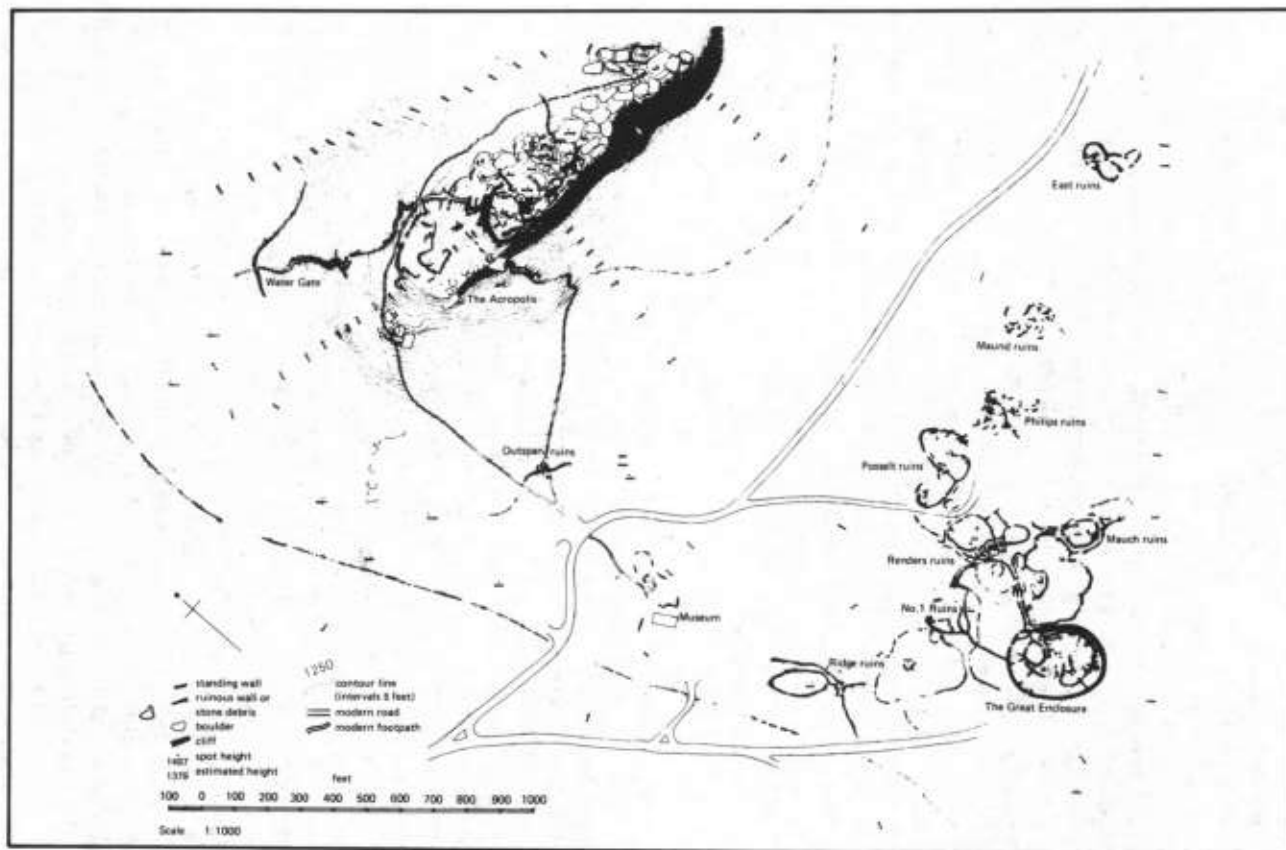 East ruins
Water Gate
The Acropolis
Maund ruins
Philips ruins
Outspan ruins
Posselt ruins
Mauch ruins
Renders ruins
No.1 Ruins
Museum
Ridge ruins
The Great Enclosure
1250
standing wall
ruinous wall or
stone debris
boulder
cliff
spot height
1378 estimated height
contour line
(intervals 5 feet)
modern road
modern footpath
feet
100 0 100 200 300 400 500 600 700 800 900 1000
Scale 1:1000